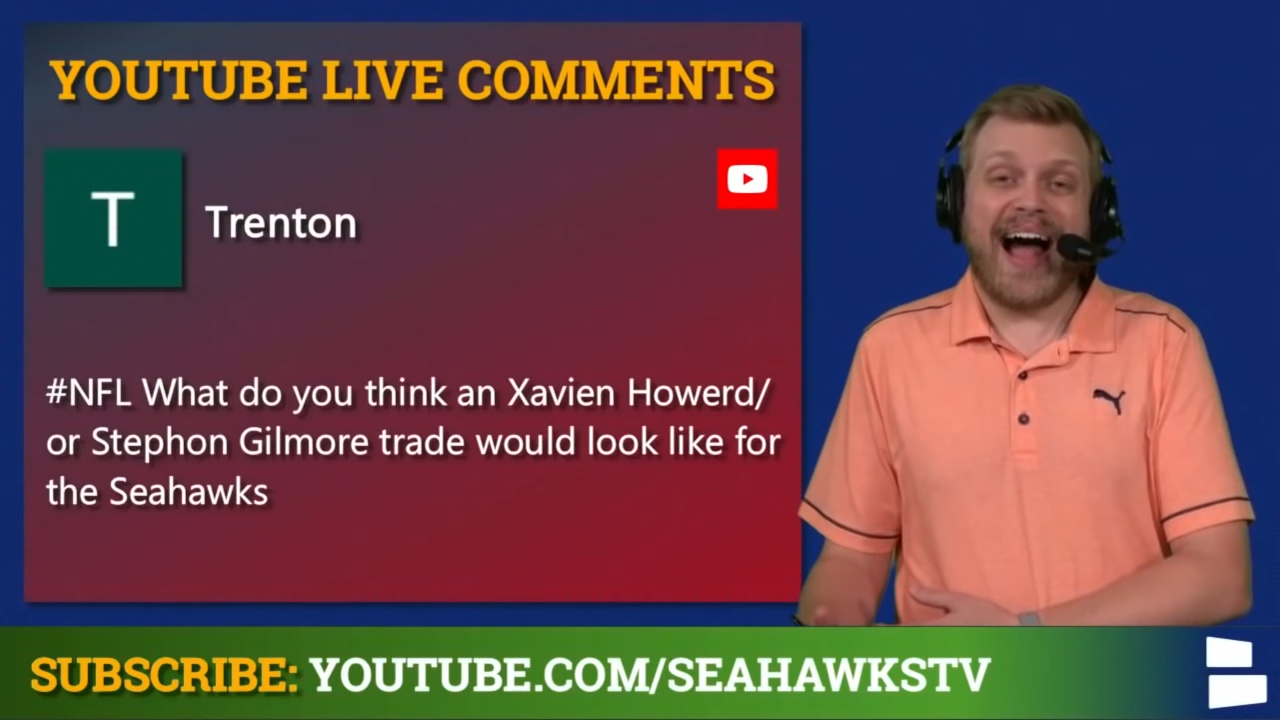 YOUTUBE LIVE COMMENTS
T
Trenton
#NFL What do you think an Xavien Howerd/
or Stephon Gilmore trade would look like for
the Seahawks
SUBSCRIBE: YOUTUBE.COM/SEAHAWKSTV